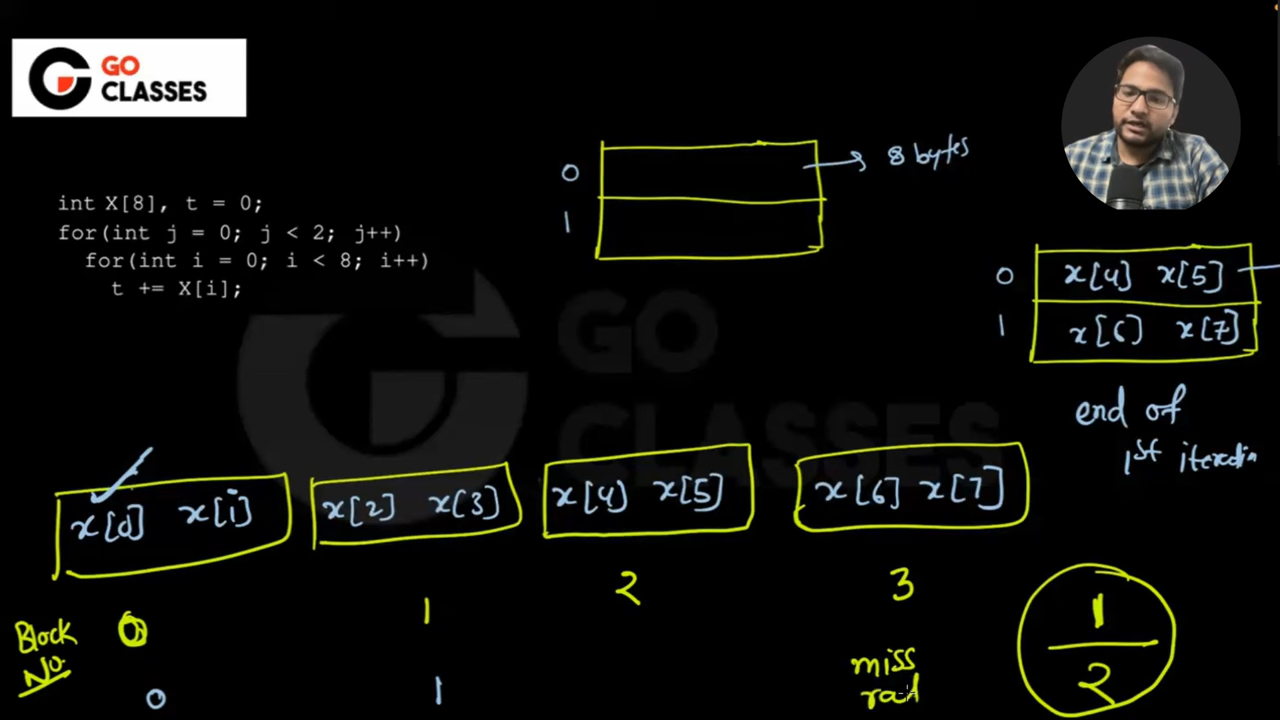 GO
CLASSES
int X[8], t = 0;
for(int j = 0; j < 2; j++)
for(int i = 0; i < 8; i++)
t += X[i];
0
1
8 bytes
0 x[4] x[5]
1 x[6] x[7]
end of
1st
GO
CLASSES
x[0] x[1]
x[2] x[3]
x[4] x[5]
x[6] x[7]
Block
No.
0
1
2
3
0
1
miss
1
2